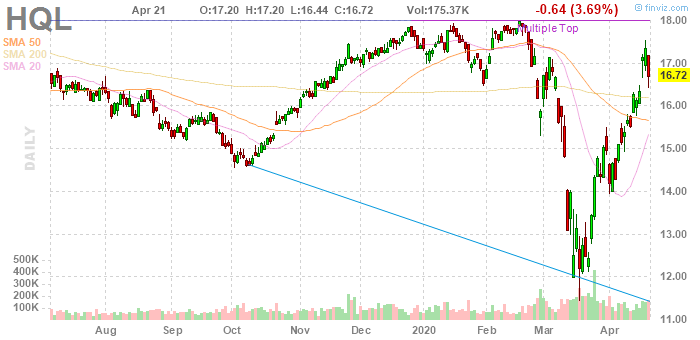 HQL
Apr 21 O:17.20 H:17.20 L:16.44 C:16.72 Vol:175.37K -0.64 (3.69%)
© finviz.com
SMA 50
SMA 200
SMA 20
Multiple Top
DAILY
18.00
17.00
16.72
16.00
15.00
14.00
13.00
12.00
11.00
500K
400K
300K
200K
100K
Aug Sep Oct Nov Dec 2020 Feb Mar Apr